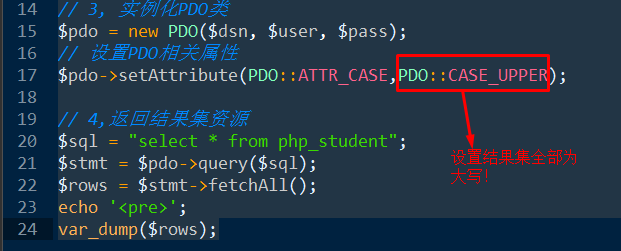 14 // 3, 实例化PDO类
15 $pdo = new PDO($dsn, $user, $pass);
16 // 设置PDO相关属性
17 $pdo->setAttribute(PDO::ATTR_CASE,PDO::CASE_UPPER);
18
19 // 4,返回结果集资源
20 $sql = "select * from php_student";
21 $stmt = $pdo->query($sql);
22 $rows = $stmt->fetchAll();
23 echo '<pre>';
24 var_dump($rows);
设置结果集全部为
大写！